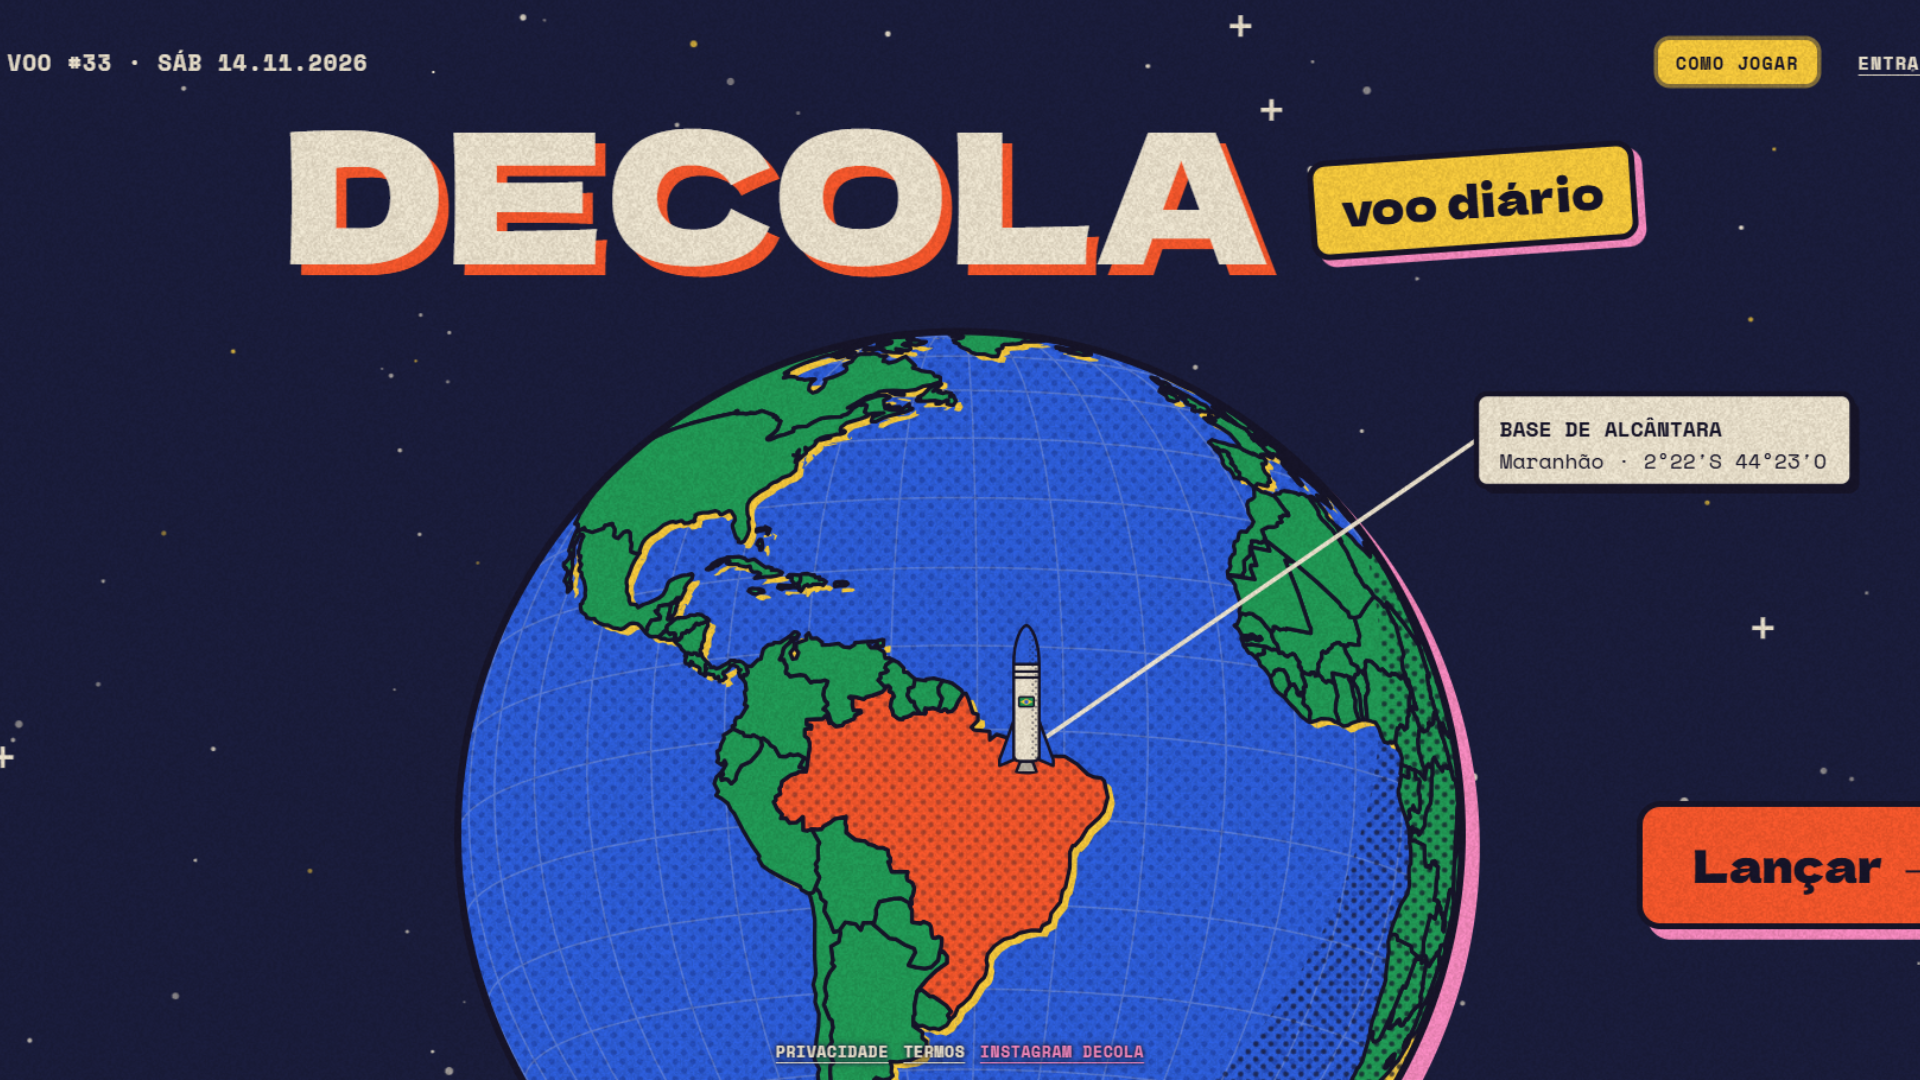 VOO #33 · SÁB 14.11.2026
COMO JOGAR
DECOLA
voo diário
BASE DE ALCÂNTARA
Maranhão · 2°22'S 44°23'O
Lançar
PRIVACIDADE TERMOS INSTAGRAM DECOLA